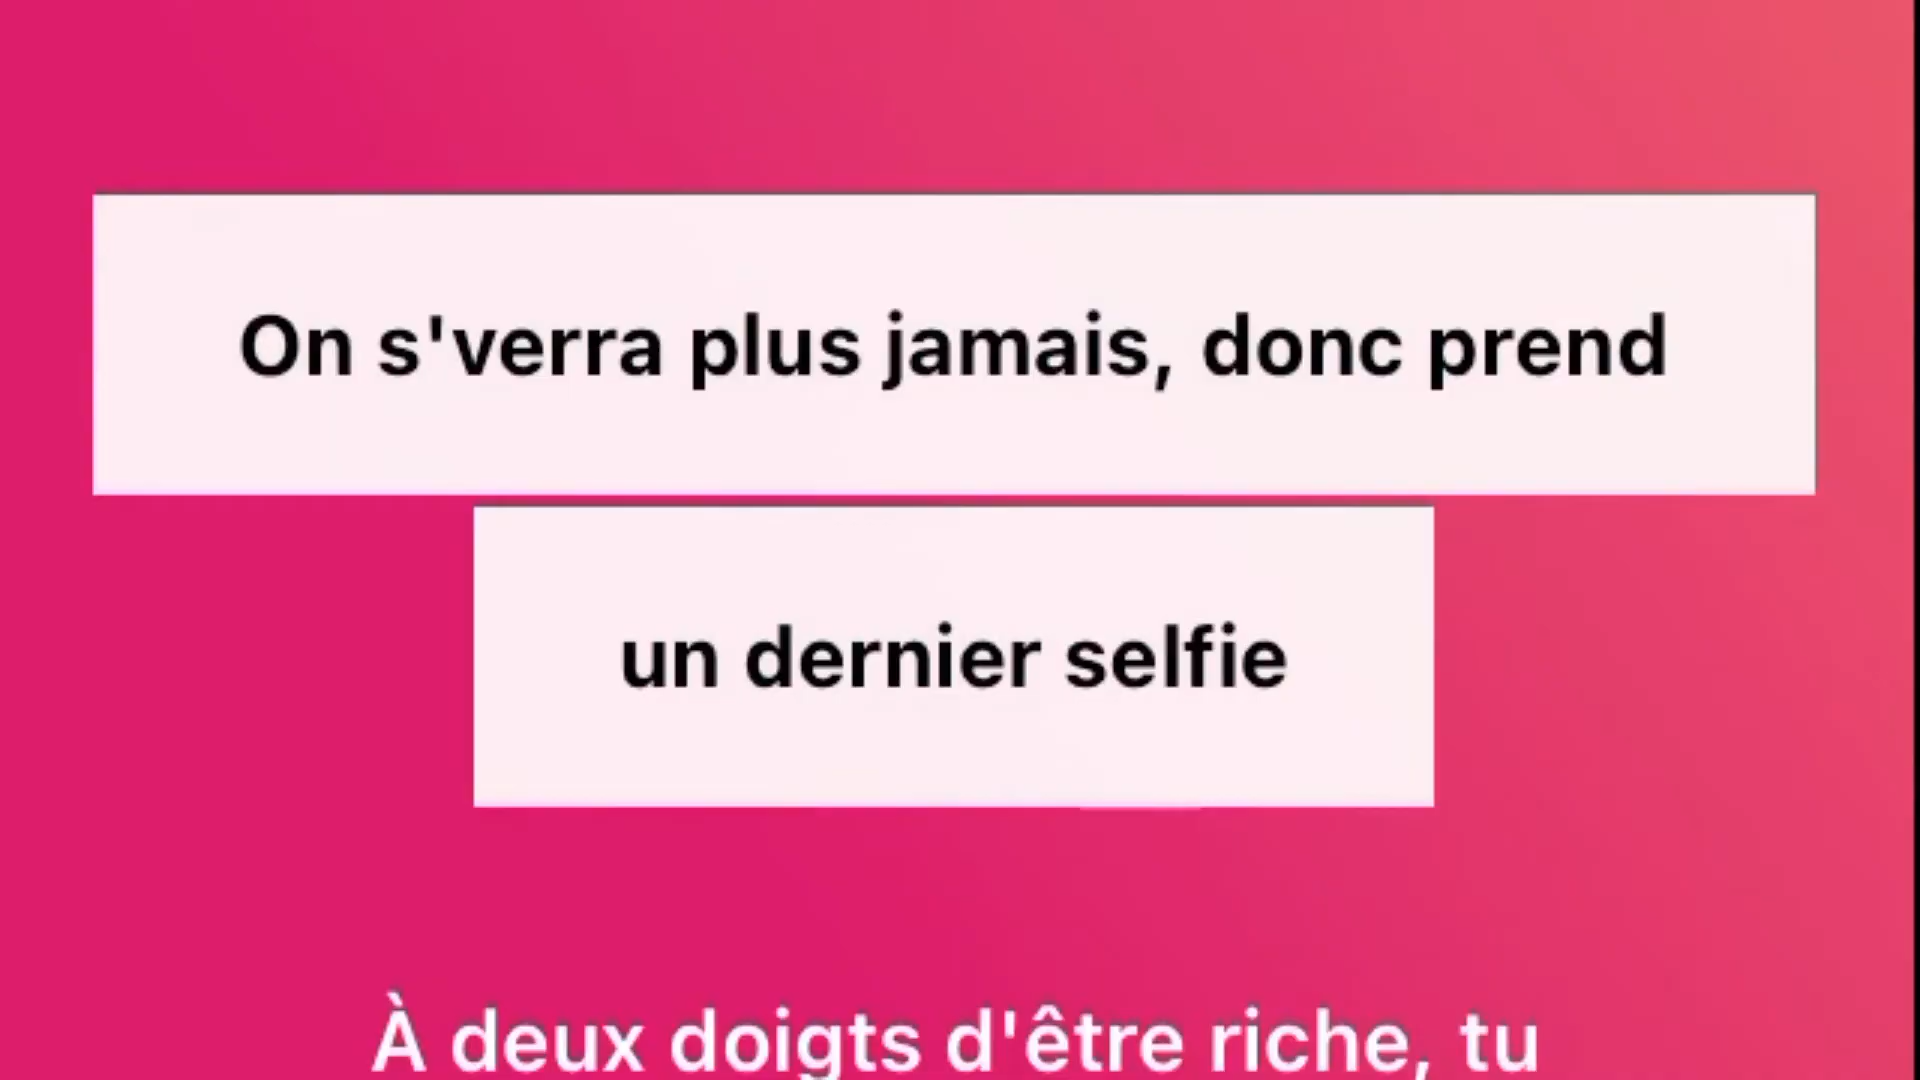 On s'verra plus jamais, donc prend
un dernier selfie
À deux doigts d'être riche, tu